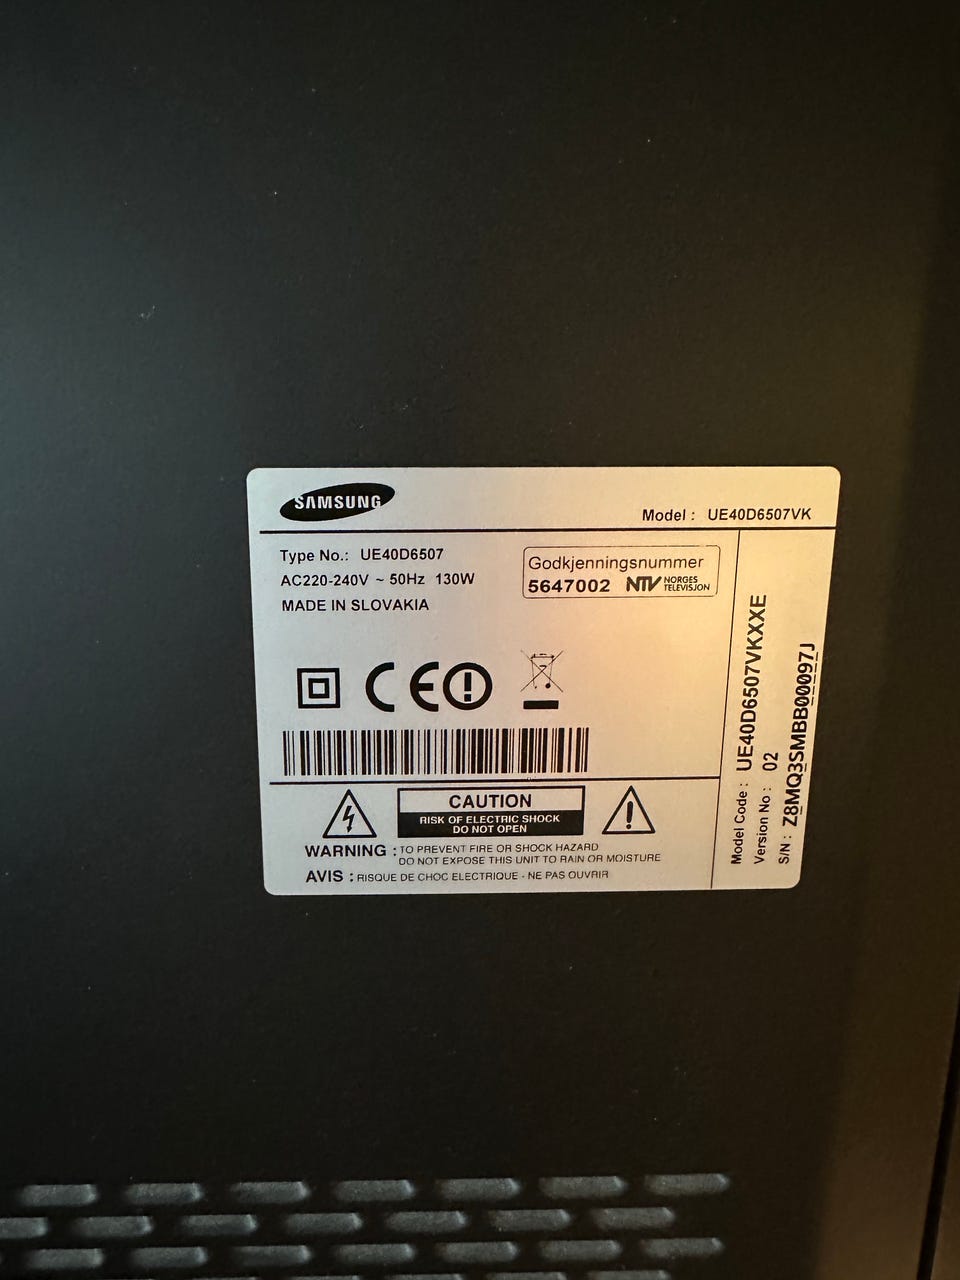 SAMSUNG
Model : UE40D6507VK
Type No.: UE40D6507
AC220-240V ~ 50Hz 130W
MADE IN SLOVAKIA
Godkjenningsnummer
5647002 NTV NORGES TELEVISJON
CE
CAUTION
RISK OF ELECTRIC SHOCK
DO NOT OPEN
WARNING : TO PREVENT FIRE OR SHOCK HAZARD
DO NOT EXPOSE THIS UNIT TO RAIN OR MOISTURE
AVIS : RISQUE DE CHOC ELECTRIQUE - NE PAS OUVRIR
Model Code : UE40D6507VKXXE
Version No : 02
S/N : Z8MQ3SMBB00097J